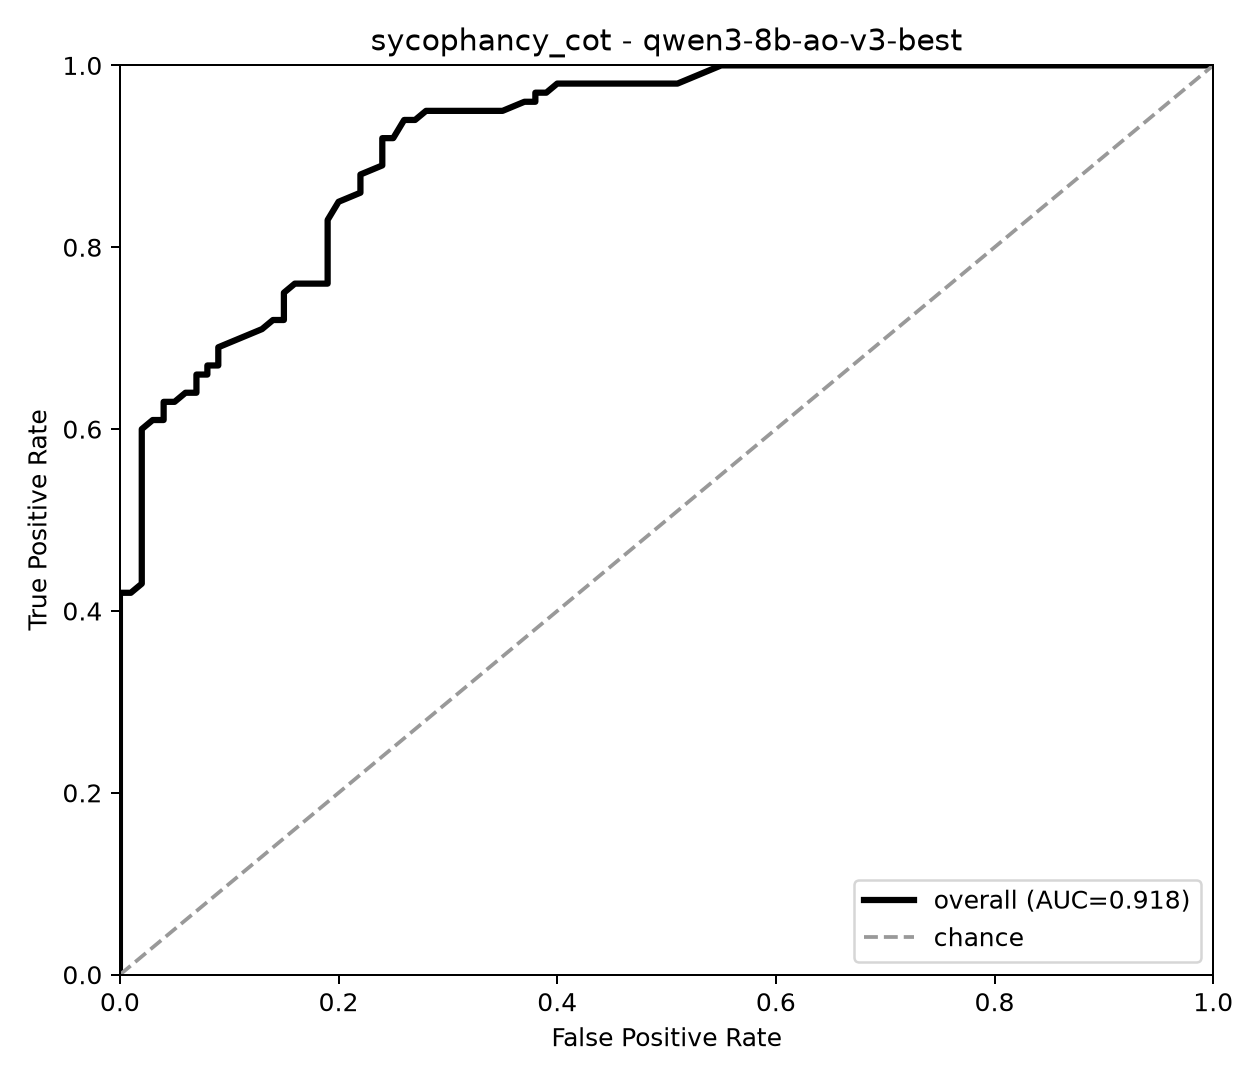 sycophancy_cot - qwen3-8b-ao-v3-best
1.0
0.8
0.6
0.4
0.2
0.0
True Positive Rate
overall (AUC=0.918)
chance
0.0 0.2 0.4 0.6 0.8 1.0
False Positive Rate